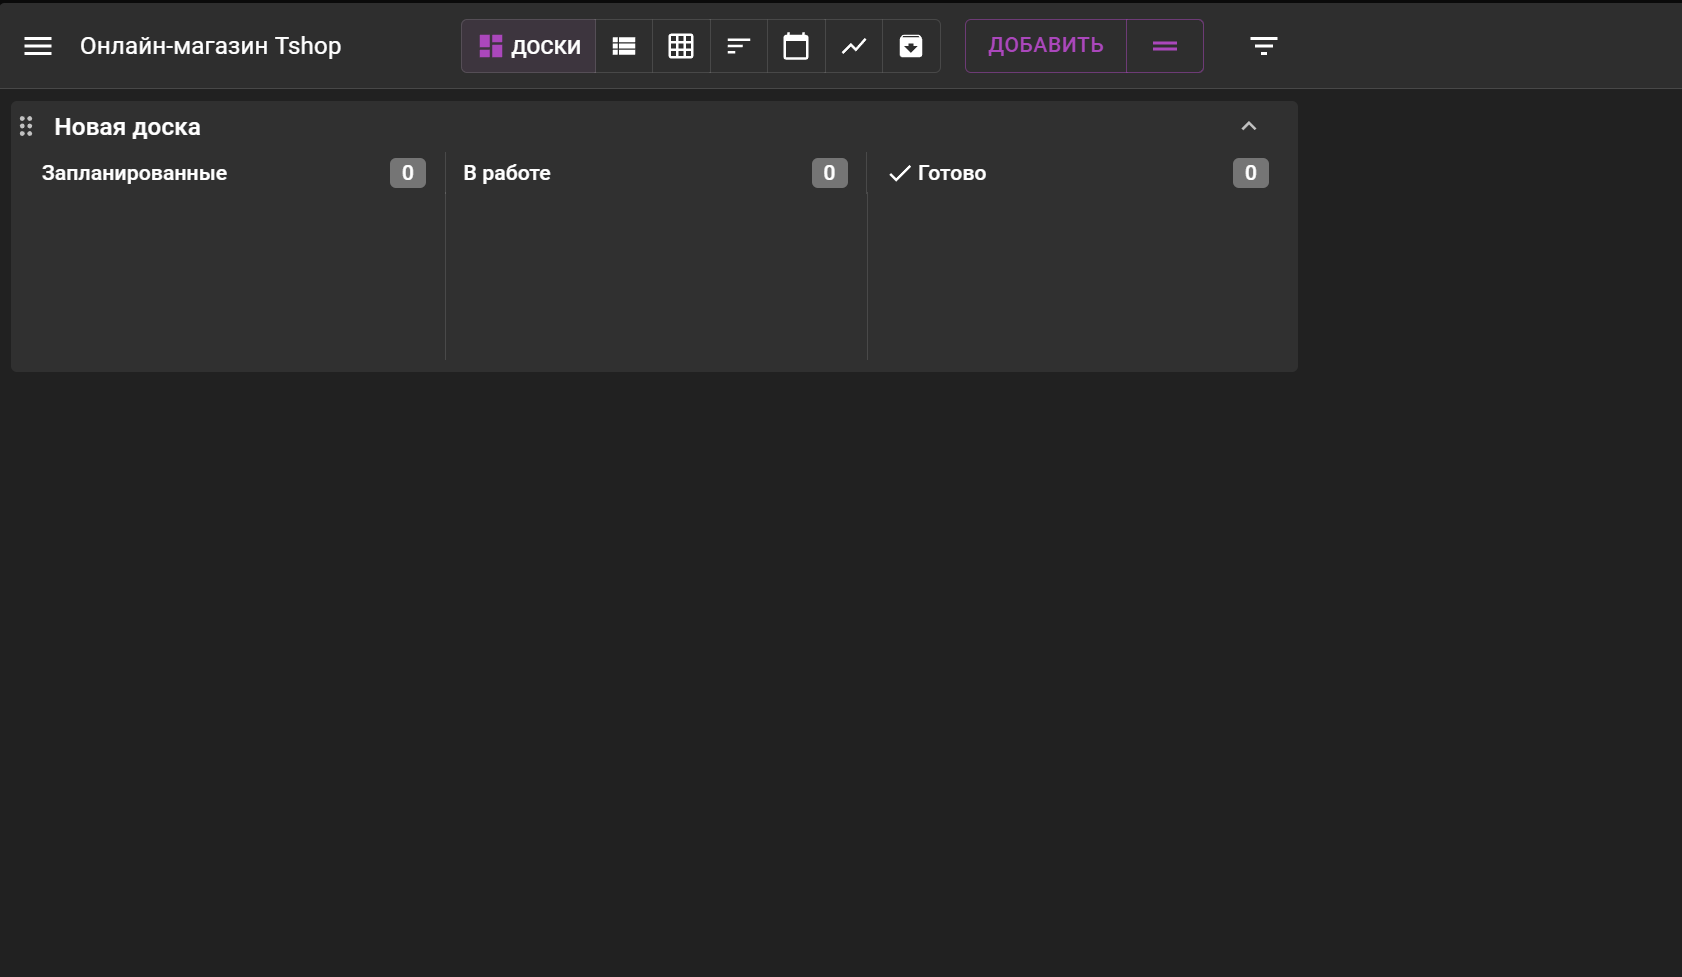 Онлайн-магазин Tshop
ДОСКИ
ДОБАВИТЬ
Новая доска
Запланированные 0
В работе 0
Готово 0